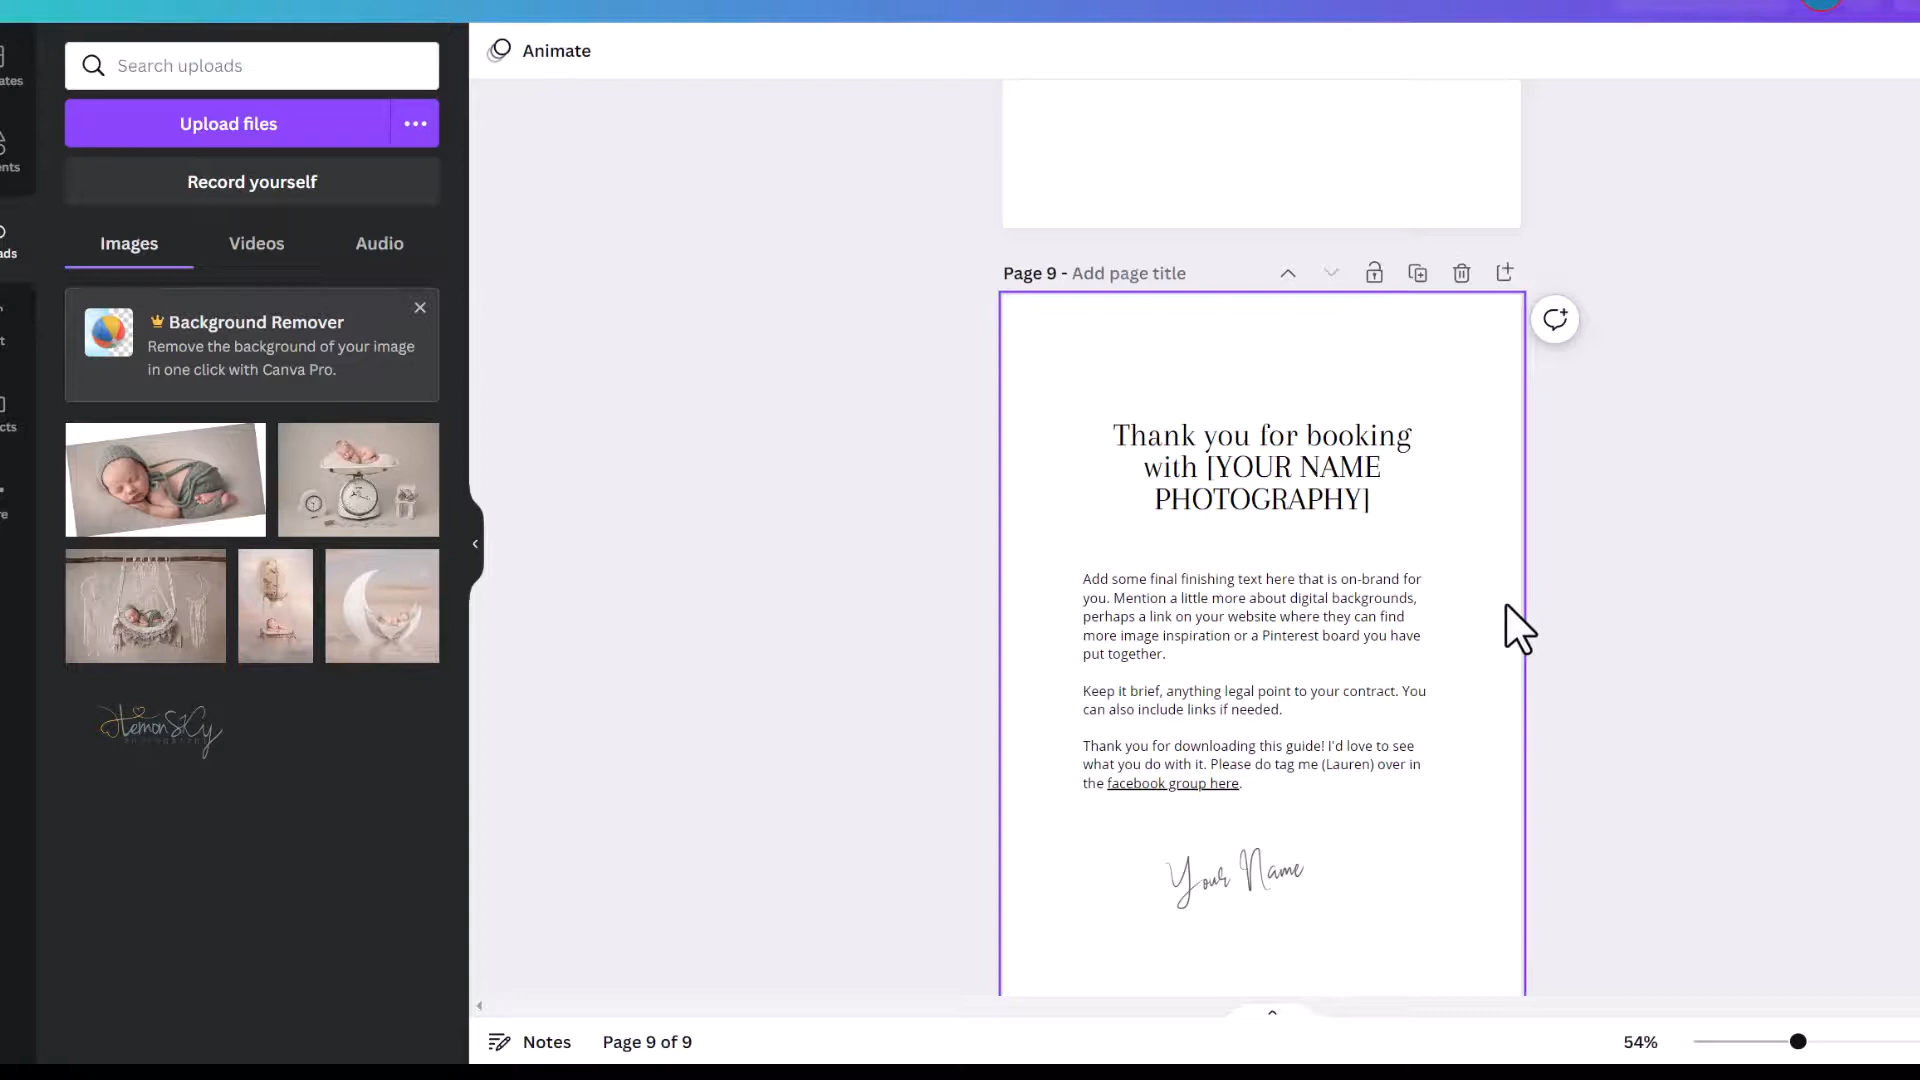 Search uploads
Upload files
Record yourself
Images
Videos
Audio
Background Remover
Remove the background of your image
in one click with Canva Pro.
ates
ents
ads
t
cts
re
Animate
Page 9 - Add page title
Thank you for booking
with [YOUR NAME
PHOTOGRAPHY]
Add some final finishing text here that is on-brand for
you. Mention a little more about digital backgrounds,
perhaps a link on your website where they can find
more image inspiration or a Pinterest board you have
put together.
Keep it brief, anything legal point to your contract. You
can also include links if needed.
Thank you for downloading this guide! I'd love to see
what you do with it. Please do tag me (Lauren) over in
the facebook group here.
Your Name
Notes
Page 9 of 9
54%